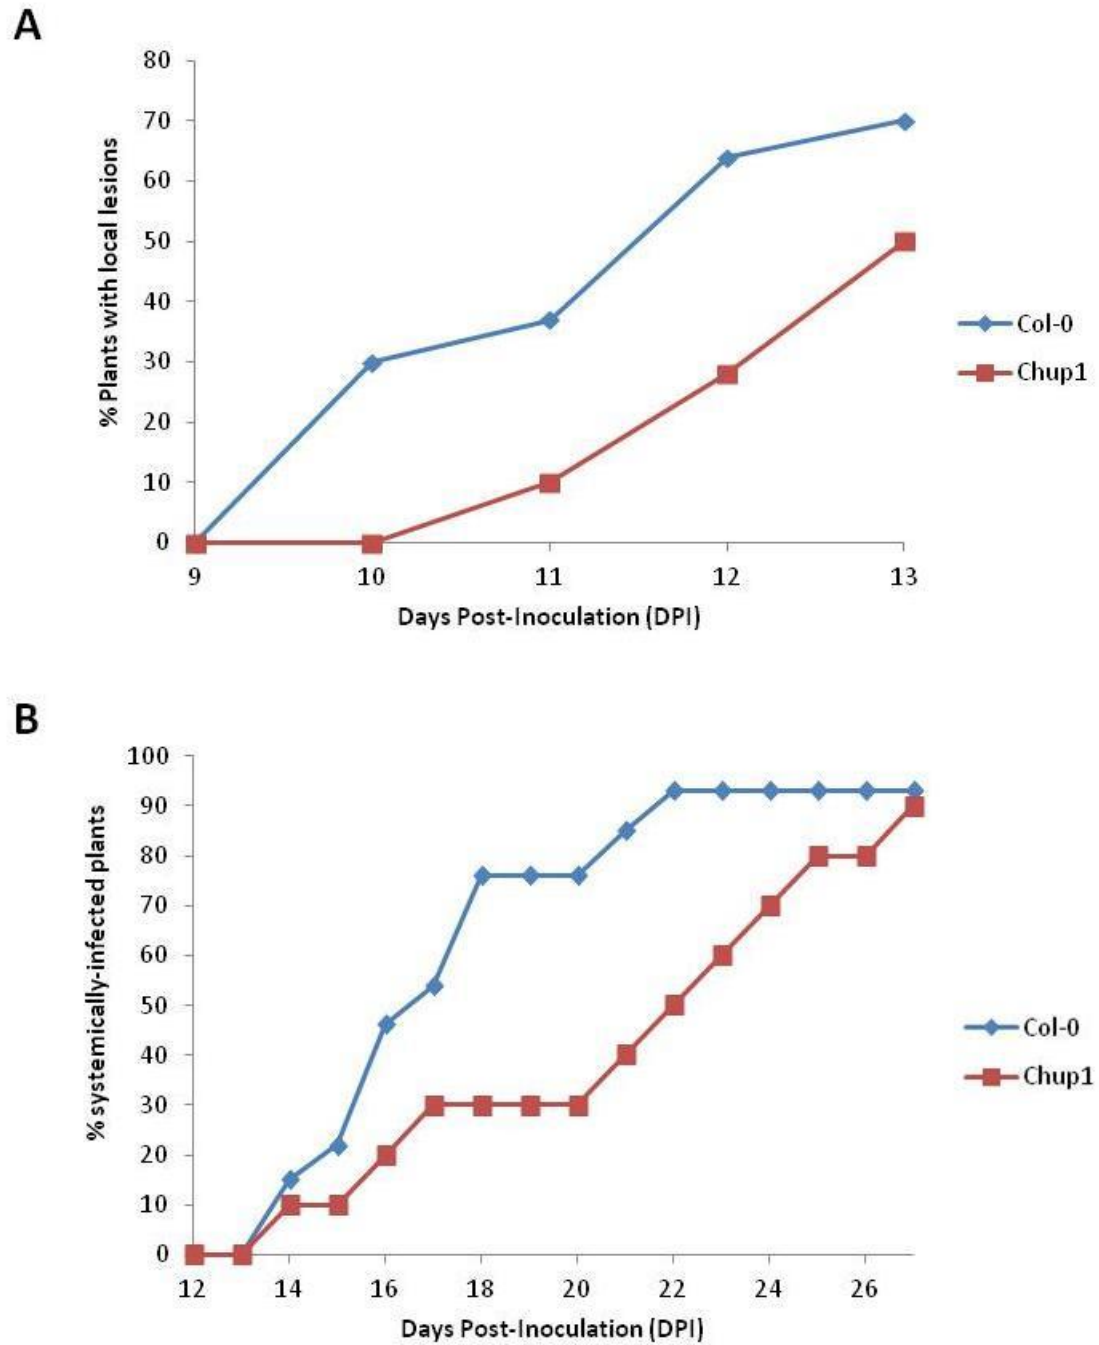 A
80
70
60
50
40
30
20
10
0
% Plants with local lesions
9 10 11 12 13
Days Post-Inoculation (DPI)
Col-0
Chup1
B
100
90
80
70
60
50
40
30
20
10
0
% systemically-infected plants
12 14 16 18 20 22 24 26
Days Post-Inoculation (DPI)
Col-0
Chup1